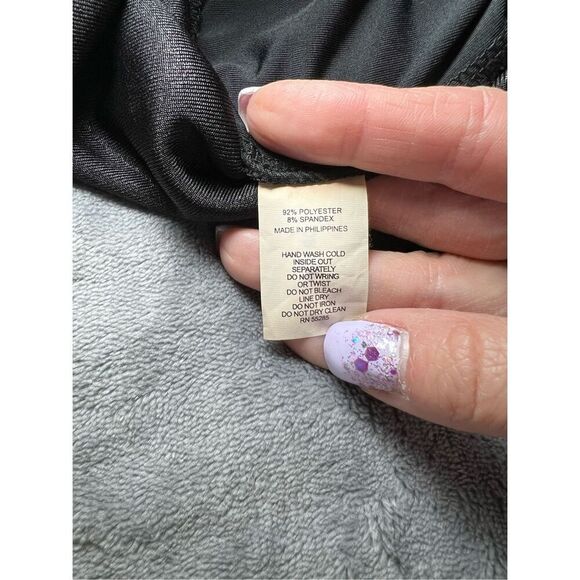 92% POLYESTER
8% SPANDEX
MADE IN PHILIPPINES
HAND WASH COLD
INSIDE OUT
SEPARATELY
DO NOT WRING
OR TWIST
DO NOT BLEACH
LINE DRY
DO NOT IRON
DO NOT DRY CLEAN
RN 55285